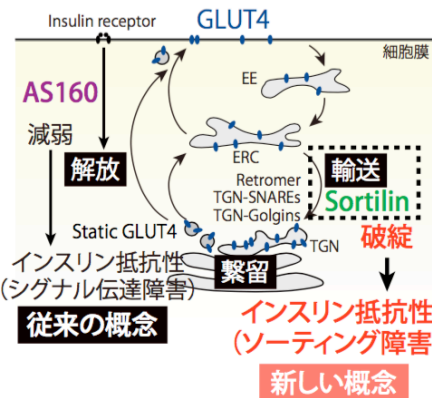 Insulin receptor
GLUT4
細胞膜
AS160
EE
減弱
解放
ERC
輸送
Retromer
TGN-SNAREs
TGN-Golgins
Sortilin
Static GLUT4
TGN
破綻
繋留
インスリン抵抗性
(シグナル伝達障害)
従来の概念
インスリン抵抗性
(ソーティング障害
新しい概念